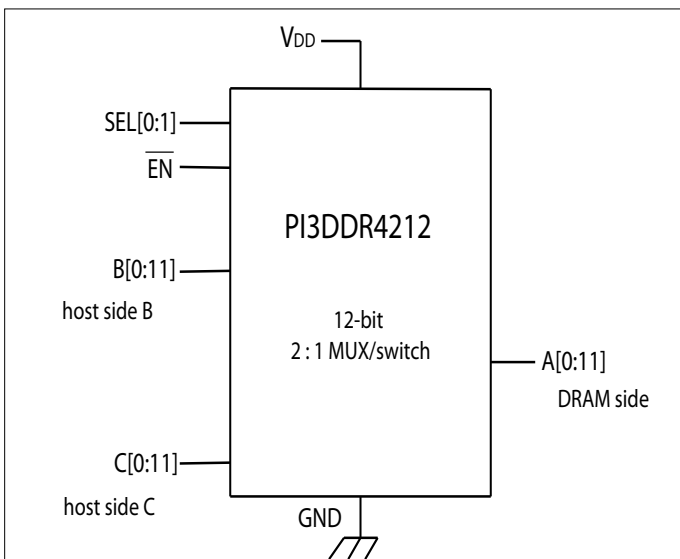 VDD
SEL[0:1]
EN
PI3DDR4212
B[0:11]
host side B
12-bit
2 : 1 MUX/switch
A[0:11]
DRAM side
C[0:11]
host side C
GND